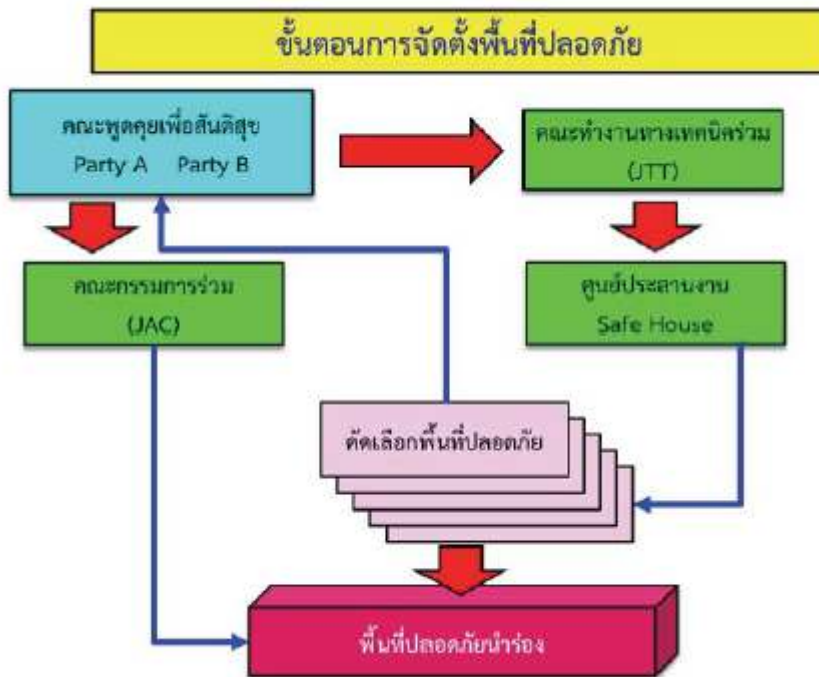 ขั้นตอนการจัดตั้งพื้นที่ปลอดภัย
คณะพูดคุยเพื่อสันติสุข
Party A Party B
คณะทำงานทางเทคนิคร่วม
(JTT)
คณะกรรมการร่วม
(JAC)
ศูนย์ประสานงาน
Safe House
คัดเลือกพื้นที่ปลอดภัย
พื้นที่ปลอดภัยนำร่อง